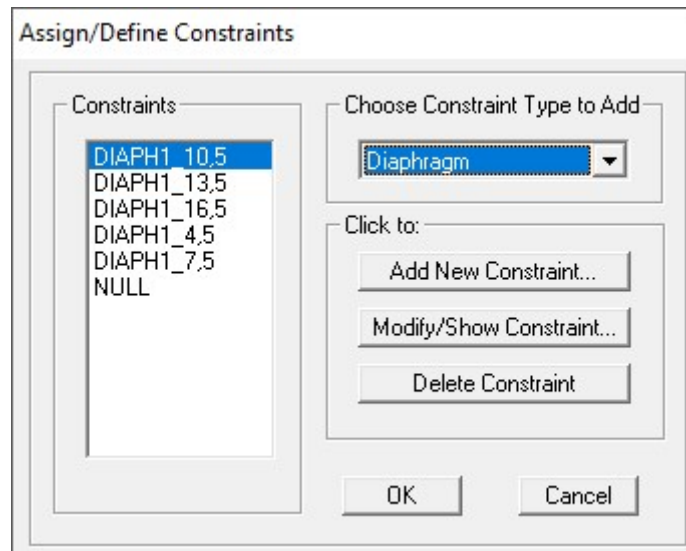 Assign/Define Constraints
Constraints
DIAPH1_10,5
DIAPH1_13,5
DIAPH1_16,5
DIAPH1_4,5
DIAPH1_7,5
NULL
Choose Constraint Type to Add
Diaphragm
Click to:
Add New Constraint...
Modify/Show Constraint...
Delete Constraint
OK
Cancel